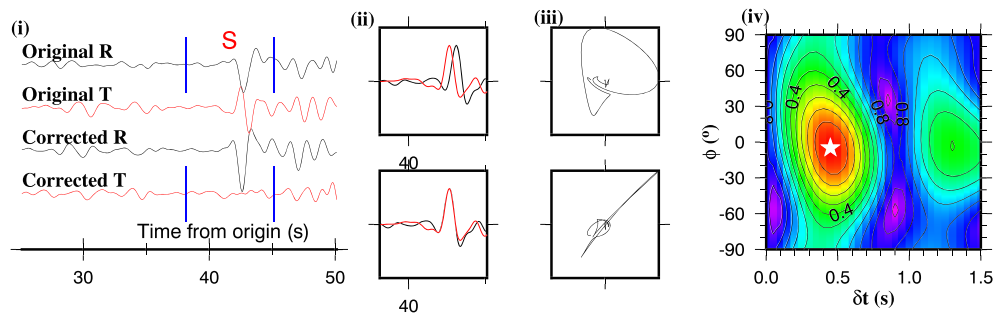 (i)
Original R
S
Original T
Corrected R
Corrected T
Time from origin (s)
30
40
50
(ii)
40
40
(iii)
(iv)
90
60
30
0
-30
-60
-90
φ (º)
0.4
0.4
0.8
0.8
0.4
0.0
0.5
1.0
1.5
δt (s)